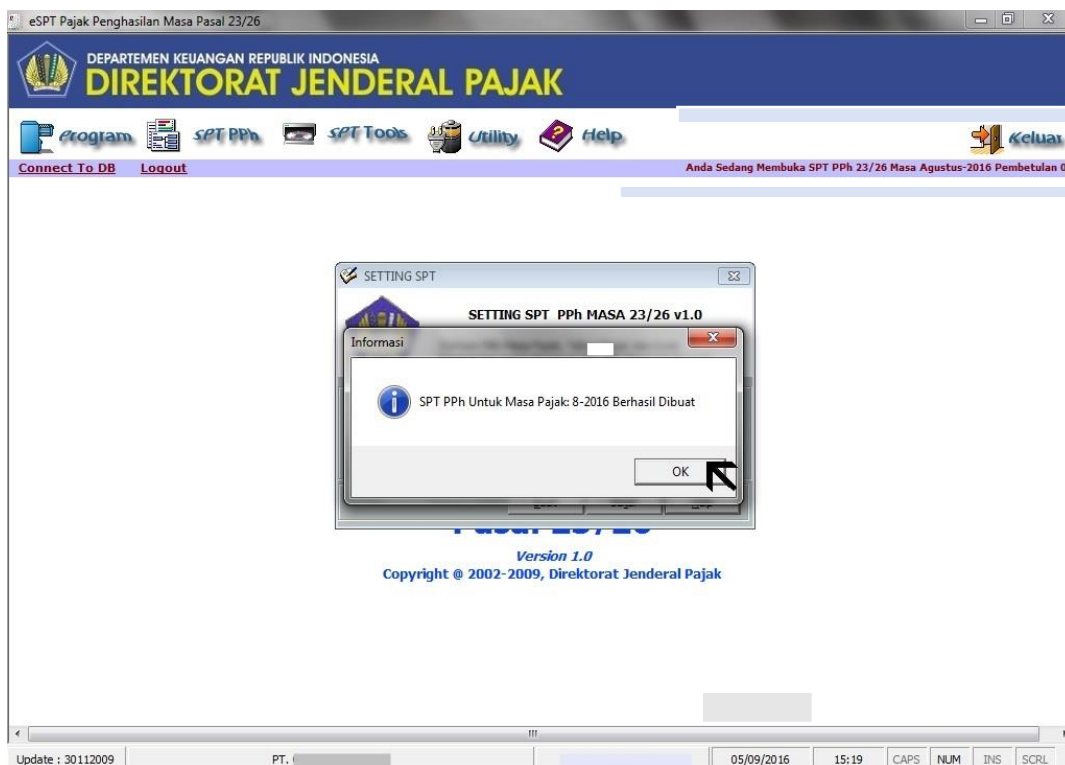 eSPT Pajak Penghasilan Masa Pasal 23/26
DEPARTEMEN KEUANGAN REPUBLIK INDONESIA
DIREKTORAT JENDERAL PAJAK
Program SPT PPh SPT Tools Utility Help Keluar
Connect To DB Logout Anda Sedang Membuka SPT PPh 23/26 Masa Agustus-2016 Pembetulan 0
SETTING SPT
SETTING SPT PPh MASA 23/26 v1.0
Informasi
SPT PPh Untuk Masa Pajak: 8-2016 Berhasil Dibuat
OK
Pasal 23/26
Version 1.0
Copyright @ 2002-2009, Direktorat Jenderal Pajak
Update : 30112009 PT. 05/09/2016 15:19 CAPS NUM INS SCRL